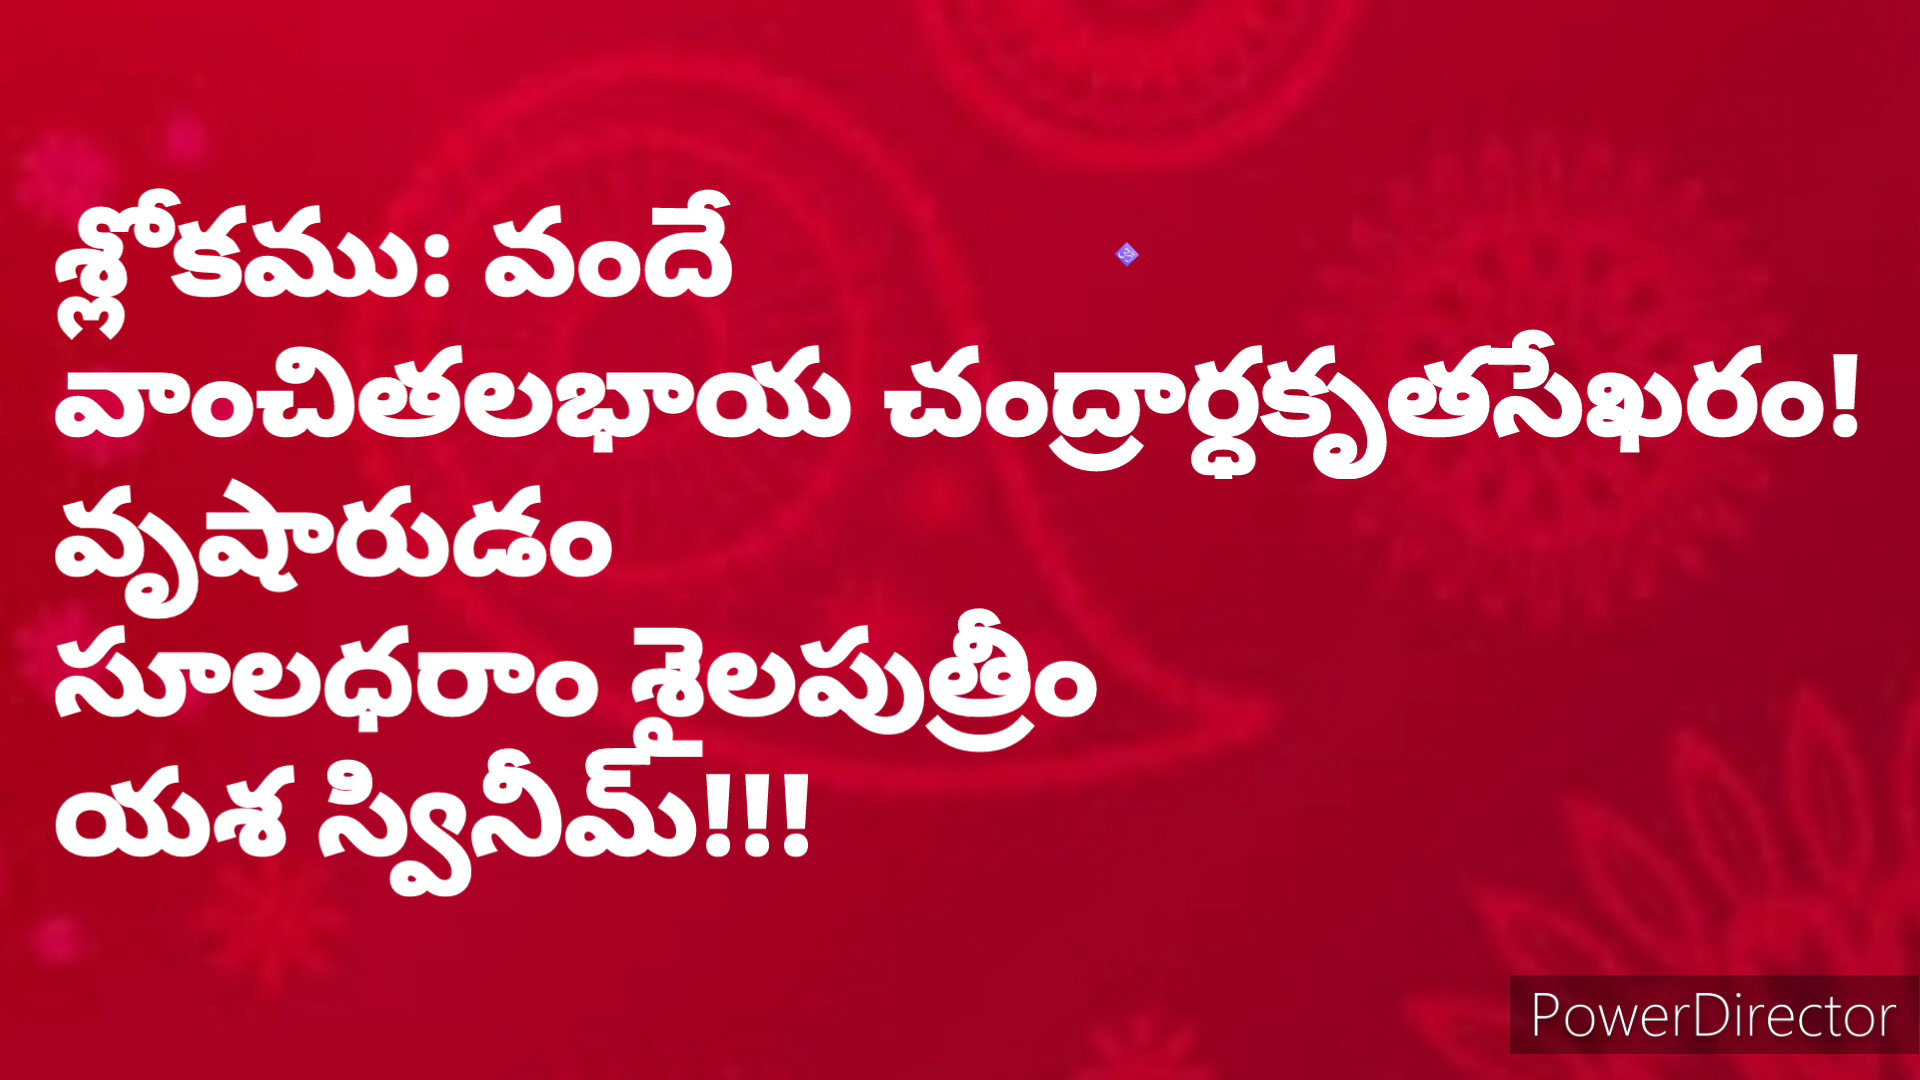 శ్లోకము: వందే
వాంచితలభాయ చంద్రార్ధకృతసేఖరం!
వృషారుడం
సూలధరాం శైలపుత్రీం
యశ స్వినీమ్!!!
PowerDirector